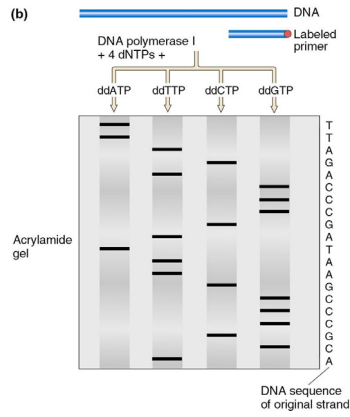 (b)
DNA
Labeled
primer
DNA polymerase I
+ 4 dNTPs +
ddATP ddTTP ddCTP ddGTP
Acrylamide
gel
T
T
A
G
A
C
C
C
G
A
T
A
A
G
C
C
C
G
C
A
DNA sequence
of original strand